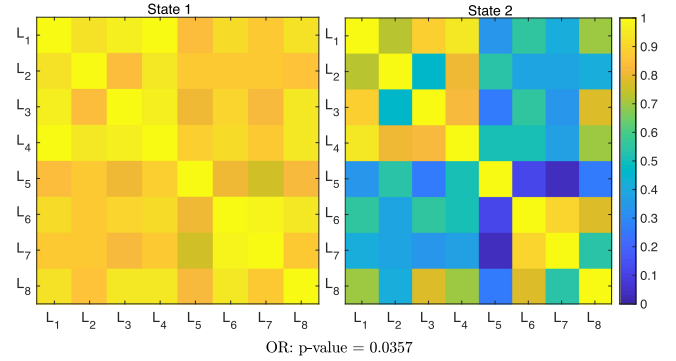 State 1
State 2
L1
L2
L3
L4
L5
L6
L7
L8
L1
L2
L3
L4
L5
L6
L7
L8
1
0.9
0.8
0.7
0.6
0.5
0.4
0.3
0.2
0.1
0
L1 L2 L3 L4 L5 L6 L7 L8
L1 L2 L3 L4 L5 L6 L7 L8
OR: p-value = 0.0357